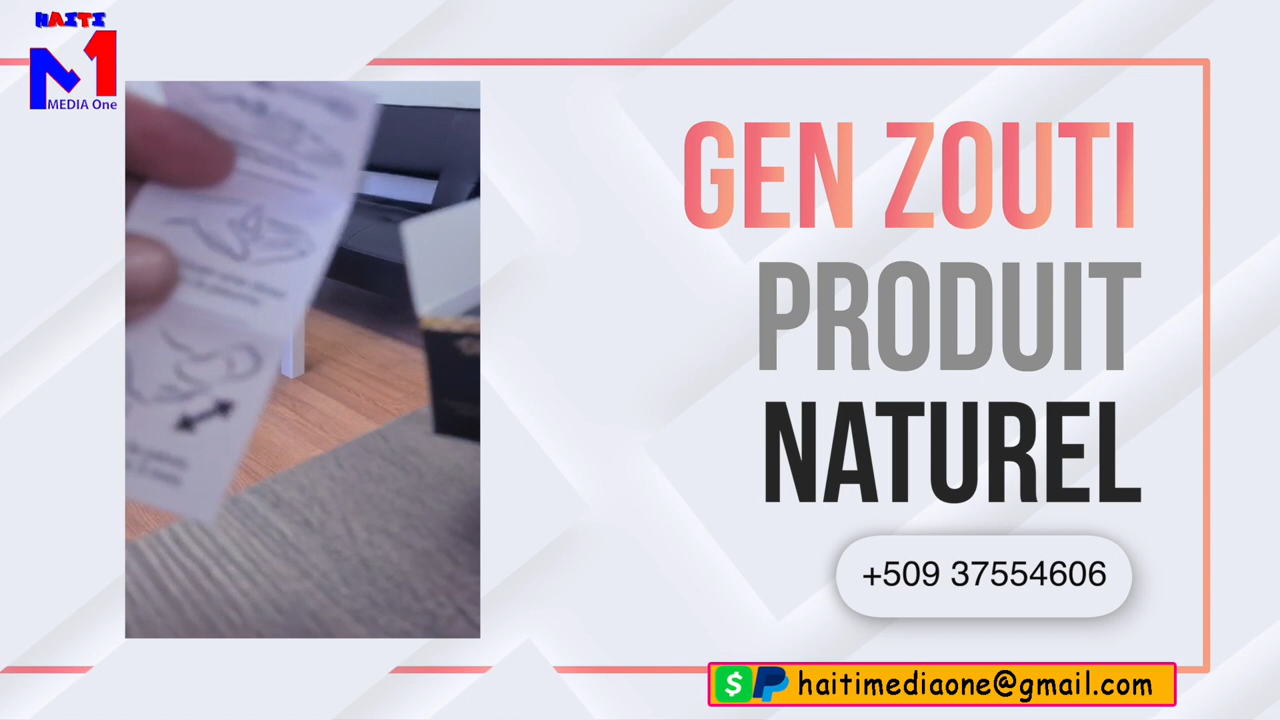 HAITI
M1
MEDIA One
GEN ZOUTI
PRODUIT
NATUREL
+509 37554606
haitimediaone@gmail.com